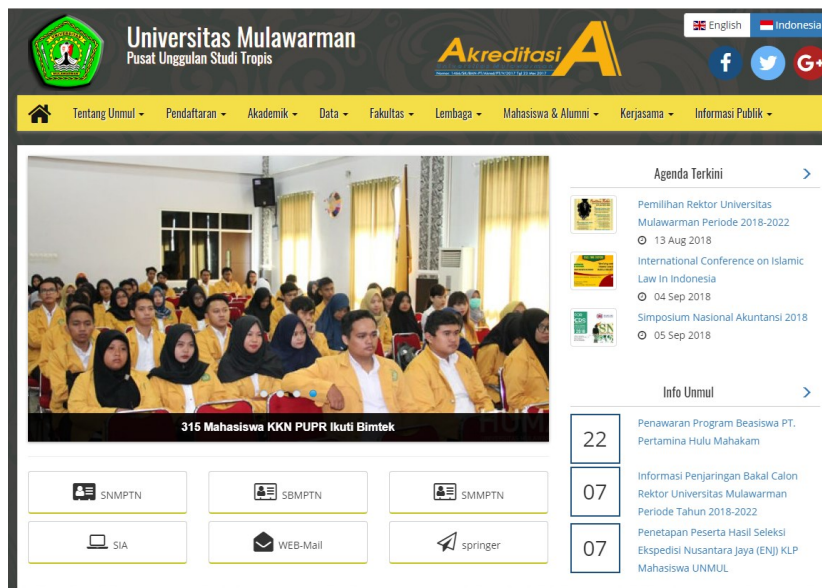 Universitas Mulawarman
Pusat Unggulan Studi Tropis
Akreditasi A
English
Indonesia
Tentang Unmul
Pendaftaran
Akademik
Data
Fakultas
Lembaga
Mahasiswa & Alumni
Kerjasama
Informasi Publik
315 Mahasiswa KKN PUPR Ikuti Bimtek
SNMPTN
SBMPTN
SMMPTN
SIA
WEB-Mail
springer
Agenda Terkini
Pemilihan Rektor Universitas
Mulawarman Periode 2018-2022
13 Aug 2018
International Conference on Islamic
Law In Indonesia
04 Sep 2018
Simposium Nasional Akuntansi 2018
05 Sep 2018
Info Unmul
22
Penawaran Program Beasiswa PT.
Pertamina Hulu Mahakam
07
Informasi Penjaringan Bakal Calon
Rektor Universitas Mulawarman
Periode Tahun 2018-2022
07
Penetapan Peserta Hasil Seleksi
Ekspedisi Nusantara Jaya (ENJ) KLP
Mahasiswa UNMUL